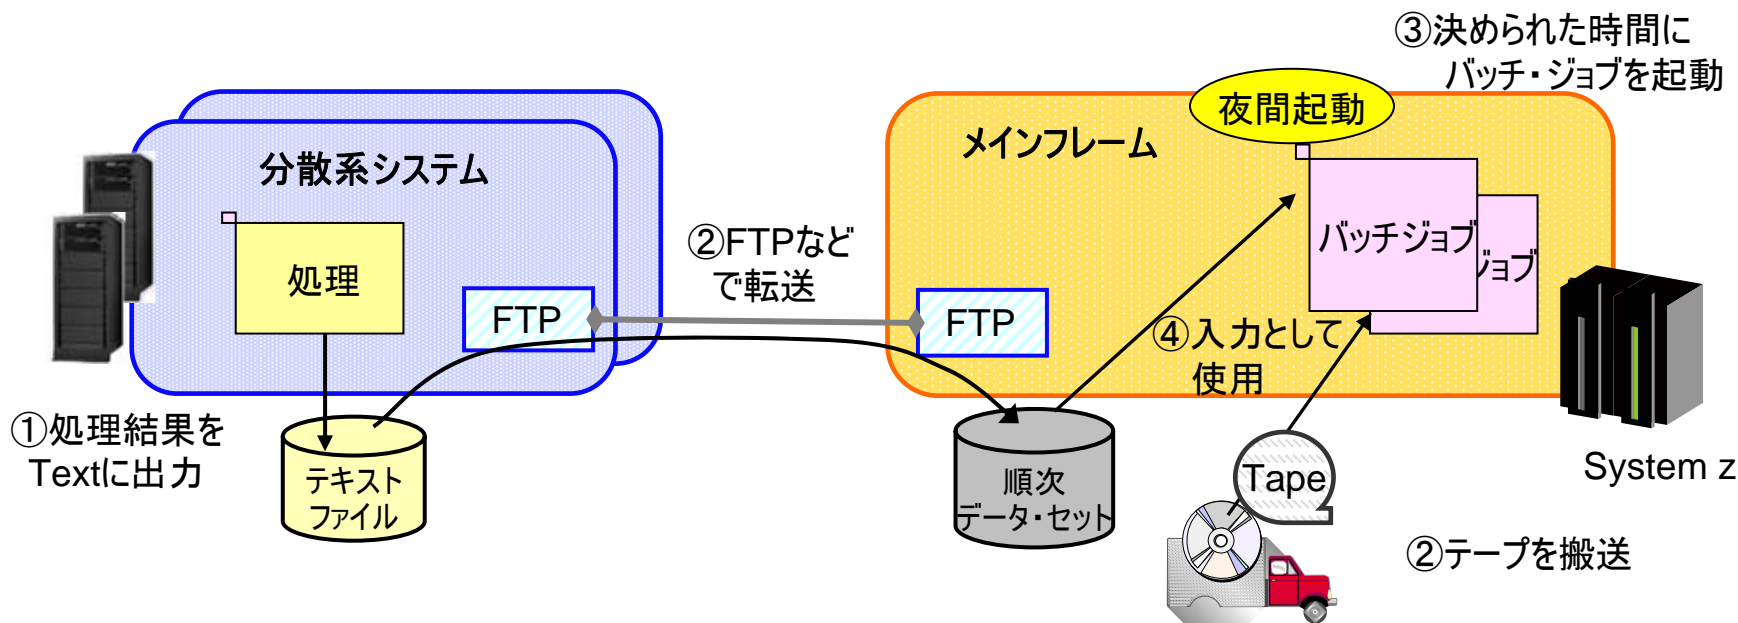 ③決められた時間に
バッチ・ジョブを起動
夜間起動
メインフレーム
分散系システム
バッチジョブ
ジョブ
②FTPなど
で転送
処理
FTP
FTP
④入力として
使用
①処理結果を
Textに出力
テキスト
ファイル
順次
データ・セット
Tape
System z
②テープを搬送